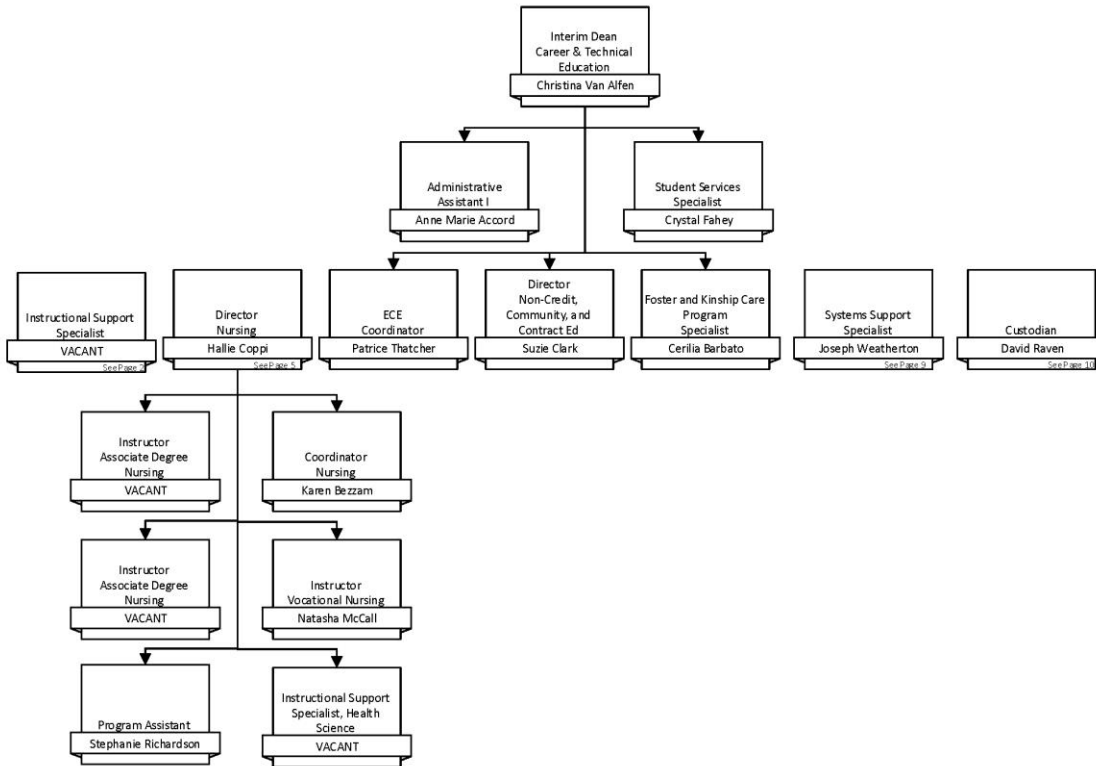 Interim Dean
Career & Technical
Education
Christina Van Alfen
Administrative
Assistant I
Anne Marie Accord
Student Services
Specialist
Crystal Fahey
Instructional Support
Specialist
VACANT
See Page 2
Director
Nursing
Hallie Coppi
See Page 5
ECE
Coordinator
Patrice Thatcher
Director
Non-Credit,
Community, and
Contract Ed
Suzie Clark
Foster and Kinship Care
Program
Specialist
Cerilia Barbato
Systems Support
Specialist
Joseph Weatherton
See Page 9
Custodian
David Raven
See Page 10
Instructor
Associate Degree
Nursing
VACANT
Coordinator
Nursing
Karen Bezzam
Instructor
Associate Degree
Nursing
VACANT
Instructor
Vocational Nursing
Natasha McCall
Program Assistant
Stephanie Richardson
Instructional Support
Specialist, Health
Science
VACANT